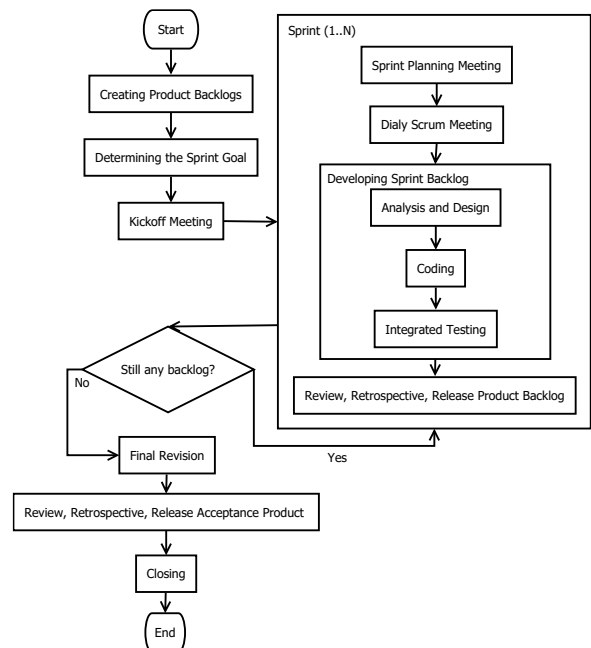 Start
Creating Product Backlogs
Determining the Sprint Goal
Kickoff Meeting
Sprint (1..N)
Sprint Planning Meeting
Dialy Scrum Meeting
Developing Sprint Backlog
Analysis and Design
Coding
Integrated Testing
Review, Retrospective, Release Product Backlog
Still any backlog?
No
Yes
Final Revision
Review, Retrospective, Release Acceptance Product
Closing
End